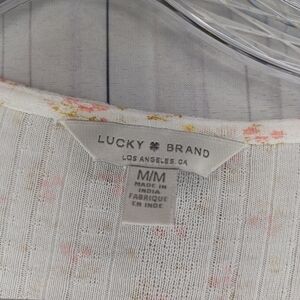 LUCKY BRAND
LOS ANGELES, CA
M/M
MADE IN
INDIA
FABRIQUÉ
EN INDE